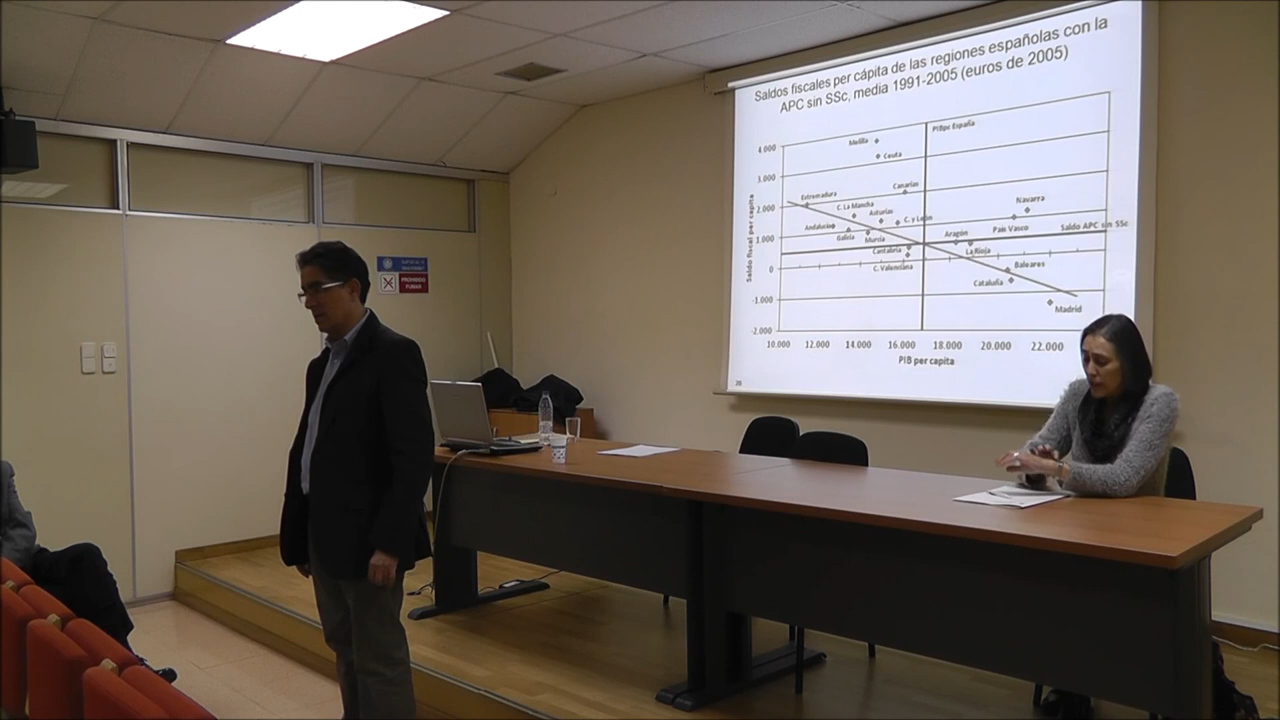 Saldos fiscales per cápita de las regiones españolas con la
APC sin SSc, media 1991-2005 (euros de 2005)
PIBpc España
4.000
Melilla
Ceuta
3.000
Canarias
Extremadura
Navarra
2.000
C. La Mancha
Asturias
C. y León
País Vasco
Saldo APC sin SSc
Andalucía
Galicia
Murcia
Aragón
1.000
Cantabria
La Rioja
C. Valenciana
Baleares
0
Cataluña
-1.000
Madrid
-2.000
Saldo fiscal per capita
10.000 12.000 14.000 16.000 18.000 20.000 22.000
PIB per capita
PROHIBIDO
FUMAR